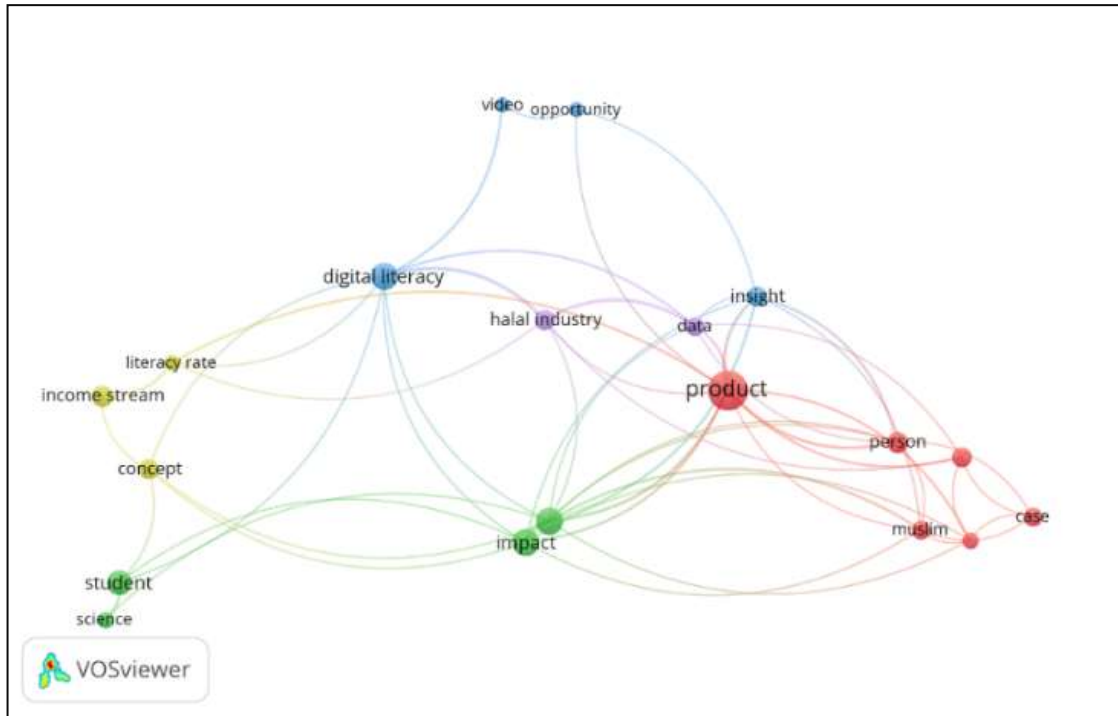 video
opportunity
digital literacy
insight
halal industry
data
literacy rate
product
income stream
person
concept
case
muslim
impact
student
science
VOSviewer